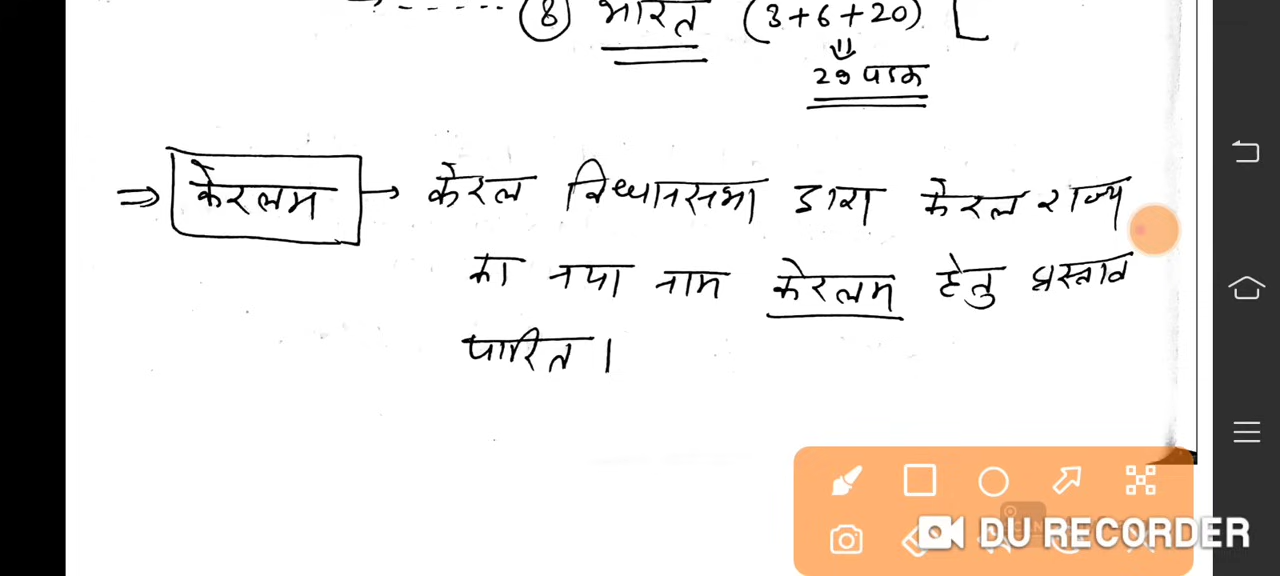 ⑧ भारत (3+6+20) [
29 पदक
⇒ केरलम → केरल विधानसभा द्वारा केरल राज्य
का नया नाम केरलम हेतु प्रस्ताव
पारित।
DU RECORDER